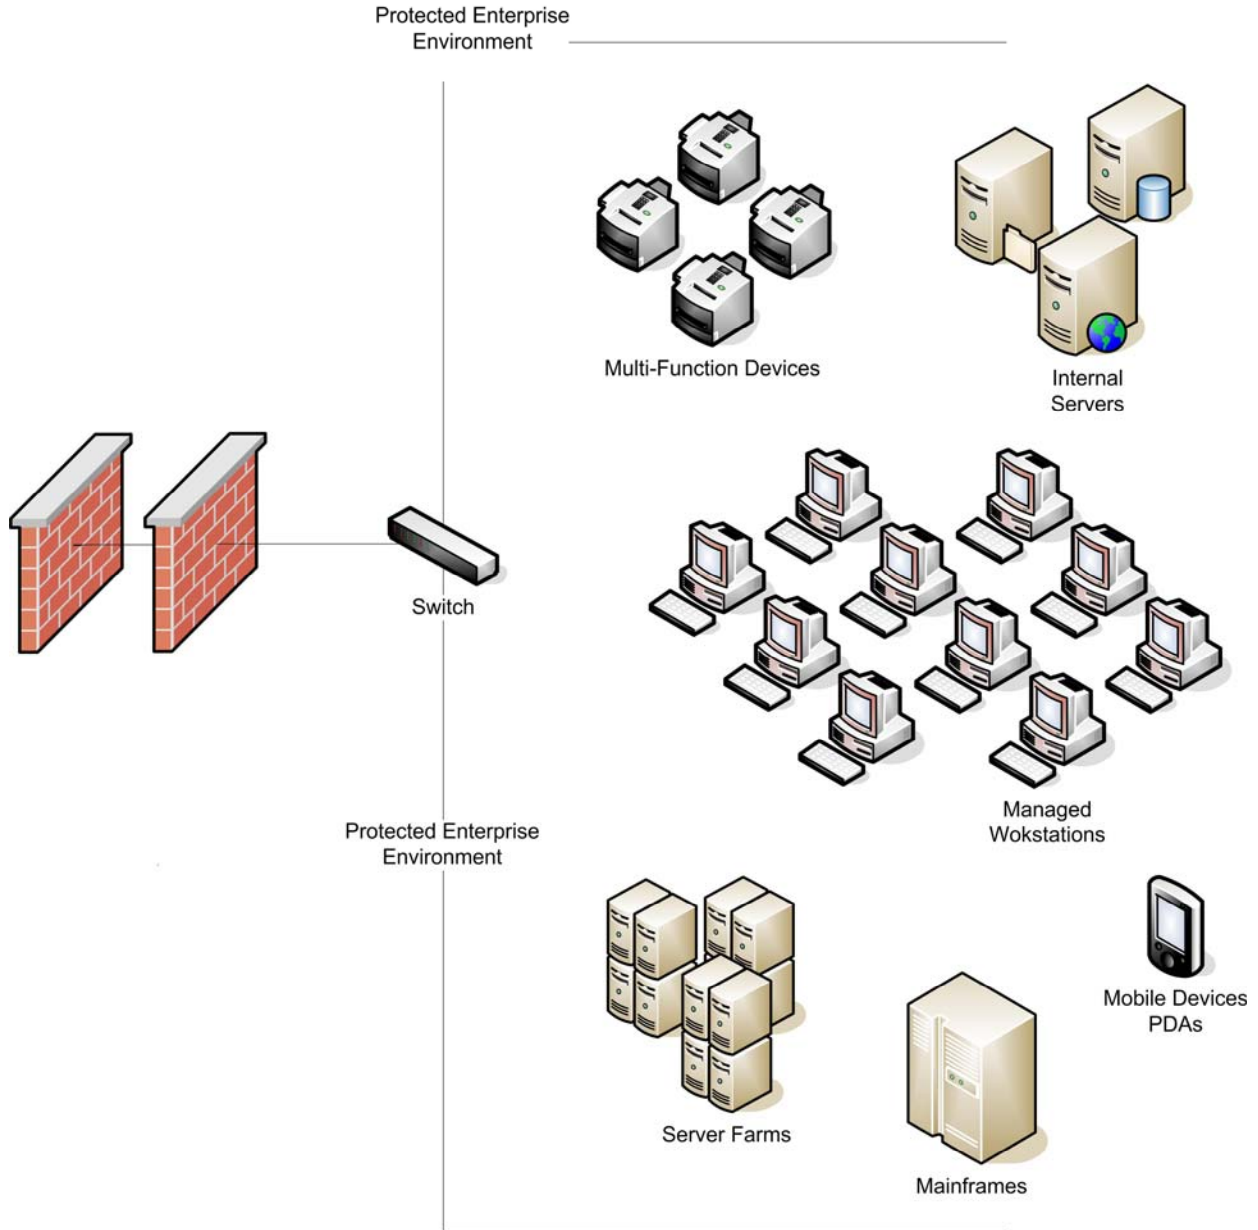 Protected Enterprise
Environment
Multi-Function Devices
Internal
Servers
Switch
Managed
Wokstations
Protected Enterprise
Environment
Mobile Devices
PDAs
Server Farms
Mainframes